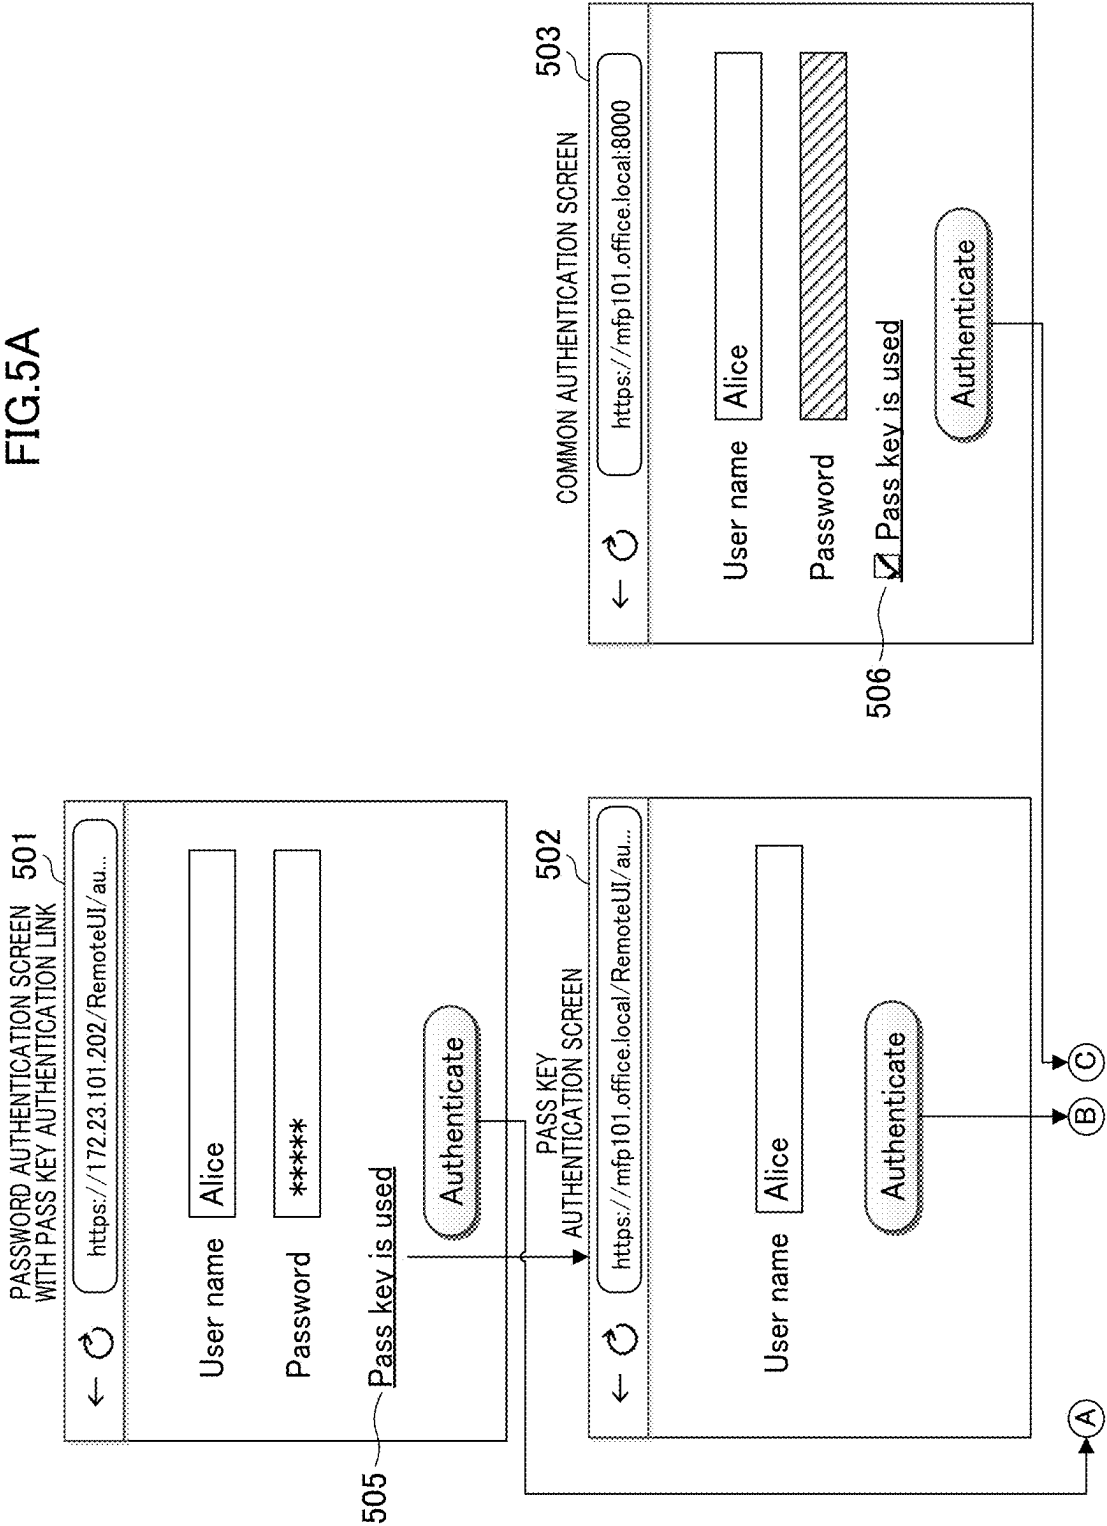 FIG.5A
PASSWORD AUTHENTICATION SCREEN
WITH PASS KEY AUTHENTICATION LINK
501
https://172.23.101.202/RemoteUI/au...
User name
Alice
Password
*****
505
Pass key is used
Authenticate
PASS KEY
AUTHENTICATION SCREEN
502
https://mfp101.office.local/RemoteUI/au...
User name
Alice
Authenticate
COMMON AUTHENTICATION SCREEN
503
https://mfp101.office.local:8000
User name
Alice
Password
506
Pass key is used
Authenticate
A
B
C